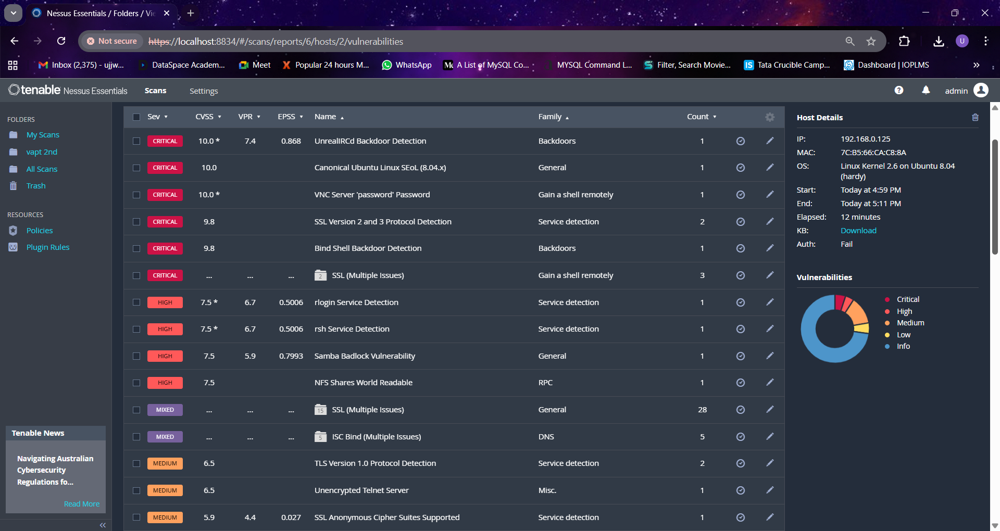 Nessus Essentials / Folders / Vie
Not secure
https://localhost:8834/#/scans/reports/6/hosts/2/vulnerabilities
U
Inbox (2,375) - ujjw...
DataSpace Academ...
Meet
Popular 24 hours M...
WhatsApp
A List of MySQL Co...
MYSQL Command L...
Filter, Search Movie...
Tata Crucible Camp...
Dashboard | IOPLMS
tenable Nessus Essentials
Scans
Settings
admin
FOLDERS
My Scans
vapt 2nd
All Scans
Trash
RESOURCES
Policies
Plugin Rules
Tenable News
Navigating Australian
Cybersecurity
Regulations fo...
Read More
Sev CVSS VPR EPSS Name Family Count
CRITICAL 10.0 * 7.4 0.868 UnrealIRCd Backdoor Detection Backdoors 1
CRITICAL 10.0 Canonical Ubuntu Linux SEoL (8.04.x) General 1
CRITICAL 10.0 * VNC Server 'password' Password Gain a shell remotely 1
CRITICAL 9.8 SSL Version 2 and 3 Protocol Detection Service detection 2
CRITICAL 9.8 Bind Shell Backdoor Detection Backdoors 1
CRITICAL ... ... ... 2 SSL (Multiple Issues) Gain a shell remotely 3
HIGH 7.5 * 6.7 0.5006 rlogin Service Detection Service detection 1
HIGH 7.5 * 6.7 0.5006 rsh Service Detection Service detection 1
HIGH 7.5 5.9 0.7993 Samba Badlock Vulnerability General 1
HIGH 7.5 NFS Shares World Readable RPC 1
MIXED ... ... ... 15 SSL (Multiple Issues) General 28
MIXED ... ... ... 5 ISC Bind (Multiple Issues) DNS 5
MEDIUM 6.5 TLS Version 1.0 Protocol Detection Service detection 2
MEDIUM 6.5 Unencrypted Telnet Server Misc. 1
MEDIUM 5.9 4.4 0.027 SSL Anonymous Cipher Suites Supported Service detection 1
Host Details
IP: 192.168.0.125
MAC: 7C:B5:66:CA:C8:8A
OS: Linux Kernel 2.6 on Ubuntu 8.04
(hardy)
Start: Today at 4:59 PM
End: Today at 5:11 PM
Elapsed: 12 minutes
KB: Download
Auth: Fail
Vulnerabilities
Critical
High
Medium
Low
Info